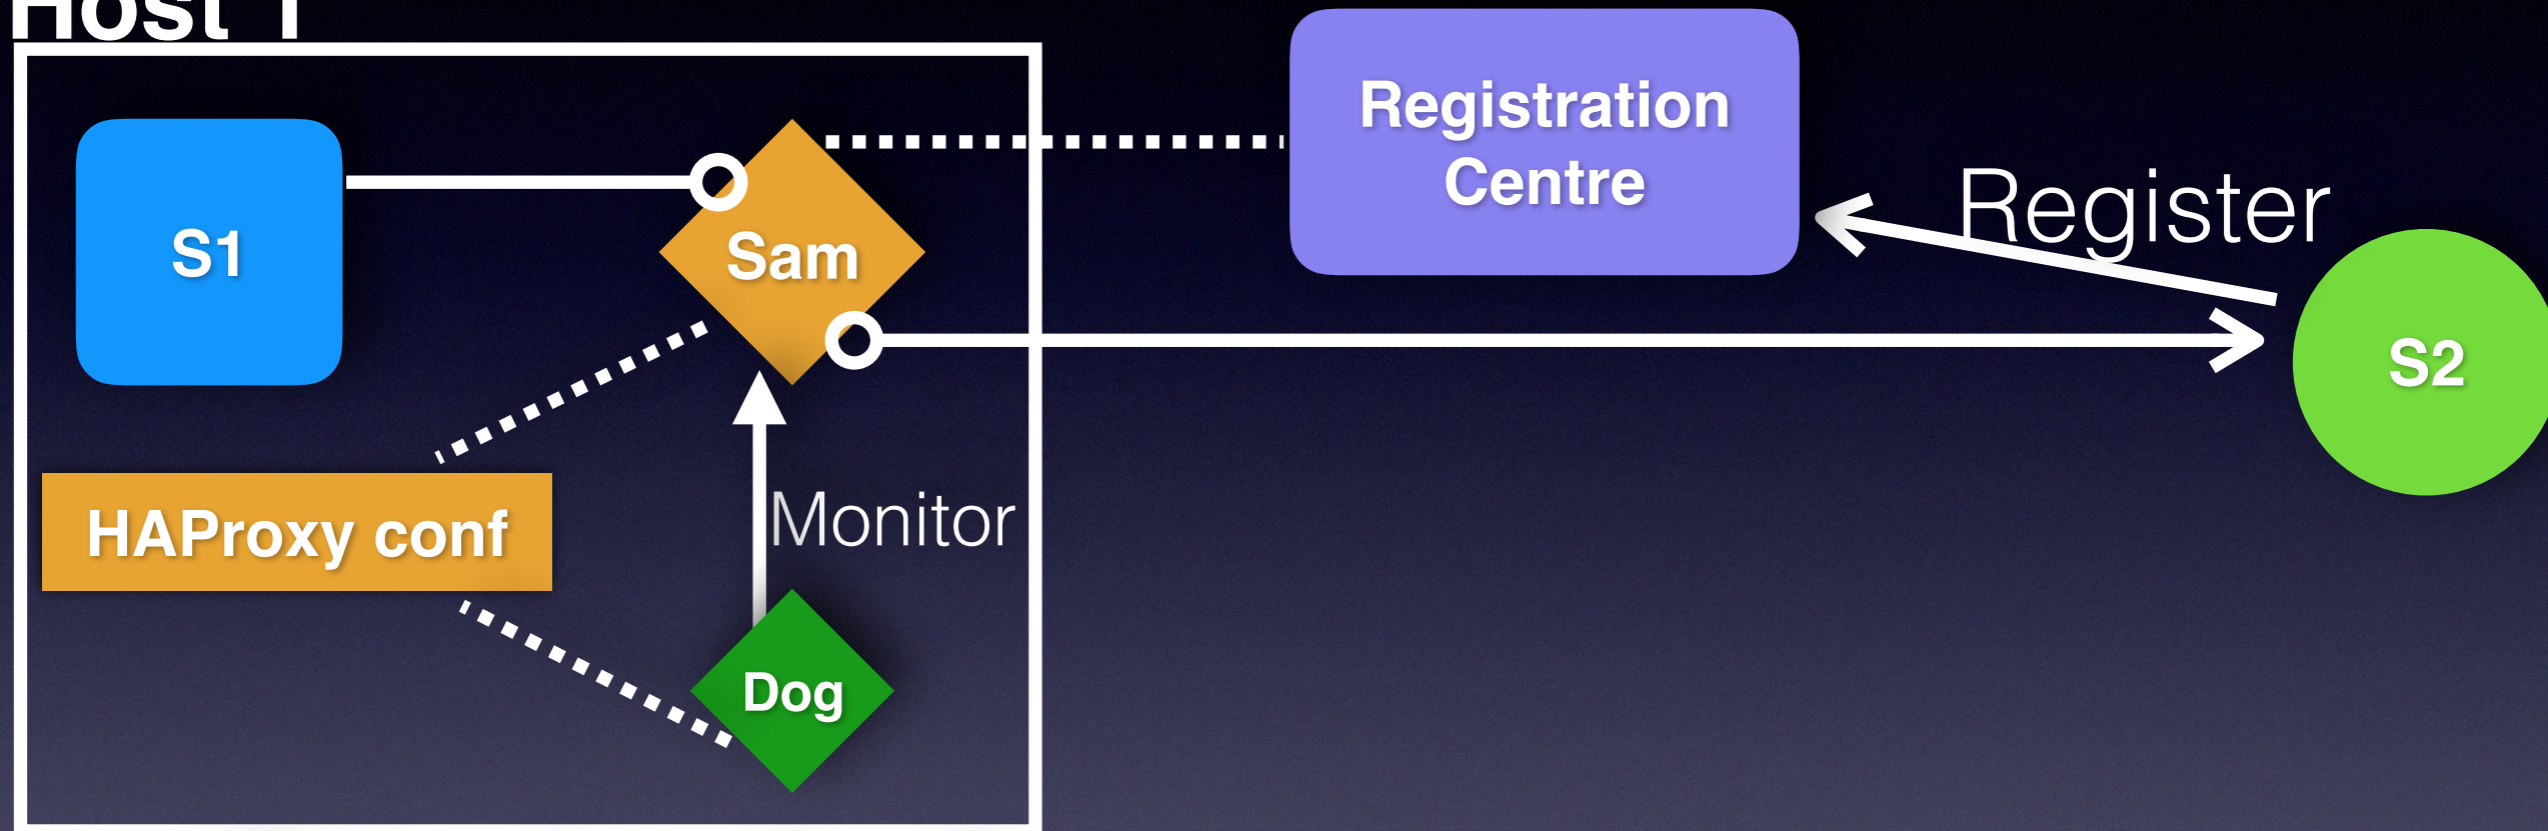 Host 1
Registration
Centre
Register
S1
Sam
S2
HAProxy conf
Monitor
Dog